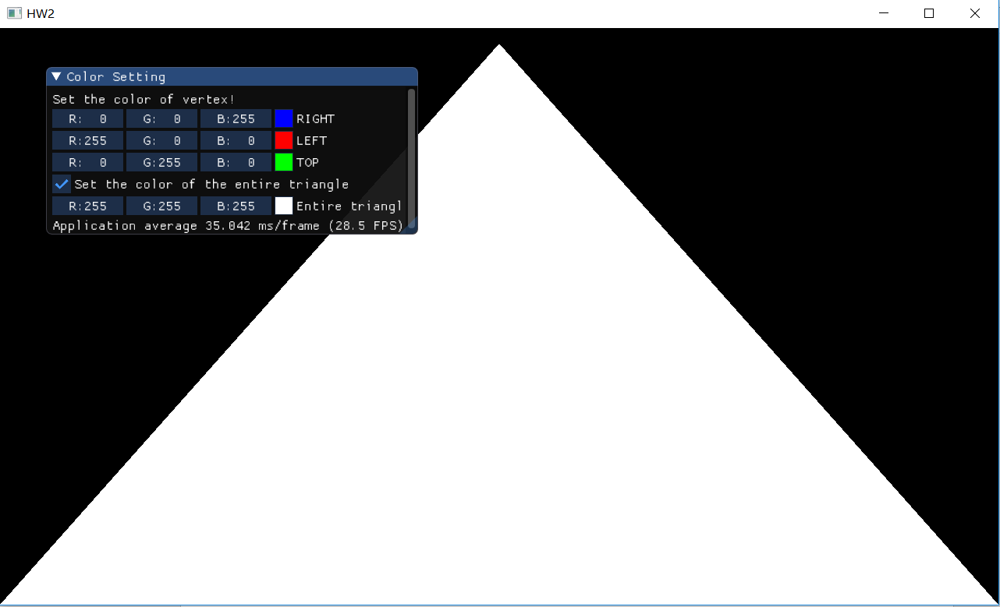 HW2
Color Setting
Set the color of vertex!
R: 0 G: 0 B:255 RIGHT
R:255 G: 0 B: 0 LEFT
R: 0 G:255 B: 0 TOP
Set the color of the entire triangle
R:255 G:255 B:255 Entire triangl
Application average 35.042 ms/frame (28.5 FPS)